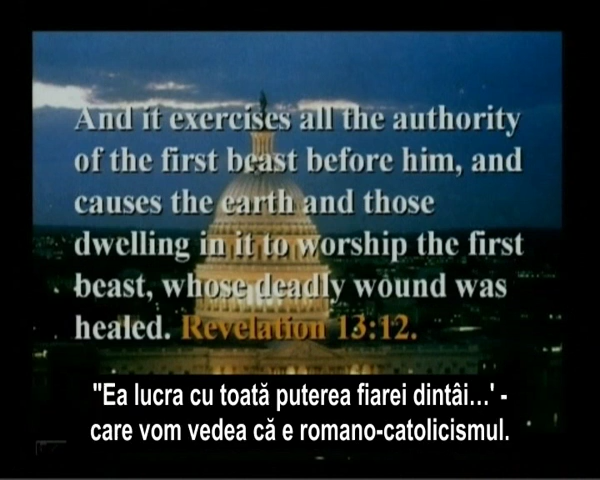 And it exercises all the authority
of the first beast before him, and
causes the earth and those
dwelling in it to worship the first
beast, whose deadly wound was
healed. Revelation 13:12.
"Ea lucra cu toată puterea fiarei dintâi...' -
care vom vedea că e romano-catolicismul.